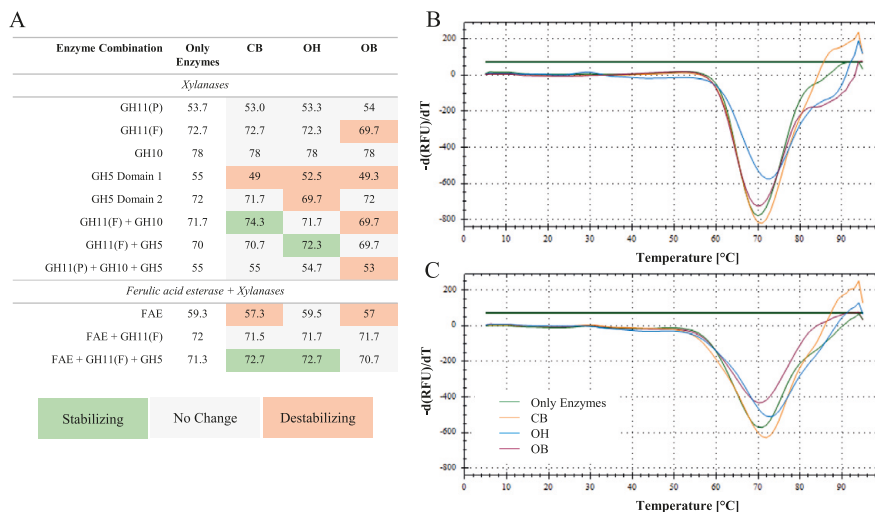 A
Enzyme Combination Only Enzymes CB OH OB
Xylanases
GH11(P) 53.7 53.0 53.3 54
GH11(F) 72.7 72.7 72.3 69.7
GH10 78 78 78 78
GH5 Domain 1 55 49 52.5 49.3
GH5 Domain 2 72 71.7 69.7 72
GH11(F) + GH10 71.7 74.3 71.7 69.7
GH11(F) + GH5 70 70.7 72.3 69.7
GH11(P) + GH10 + GH5 55 55 54.7 53
Ferulic acid esterase + Xylanases
FAE 59.3 57.3 59.5 57
FAE + GH11(F) 72 71.5 71.7 71.7
FAE + GH11(F) + GH5 71.3 72.7 72.7 70.7
Stabilizing No Change Destabilizing
B
-d(RFU)/dT
200
0
-200
-400
-600
-800
0 10 20 30 40 50 60 70 80 90
Temperature [°C]
C
-d(RFU)/dT
200
0
-200
-400
-600
-800
Only Enzymes
CB
OH
OB
0 10 20 30 40 50 60 70 80 90
Temperature [°C]